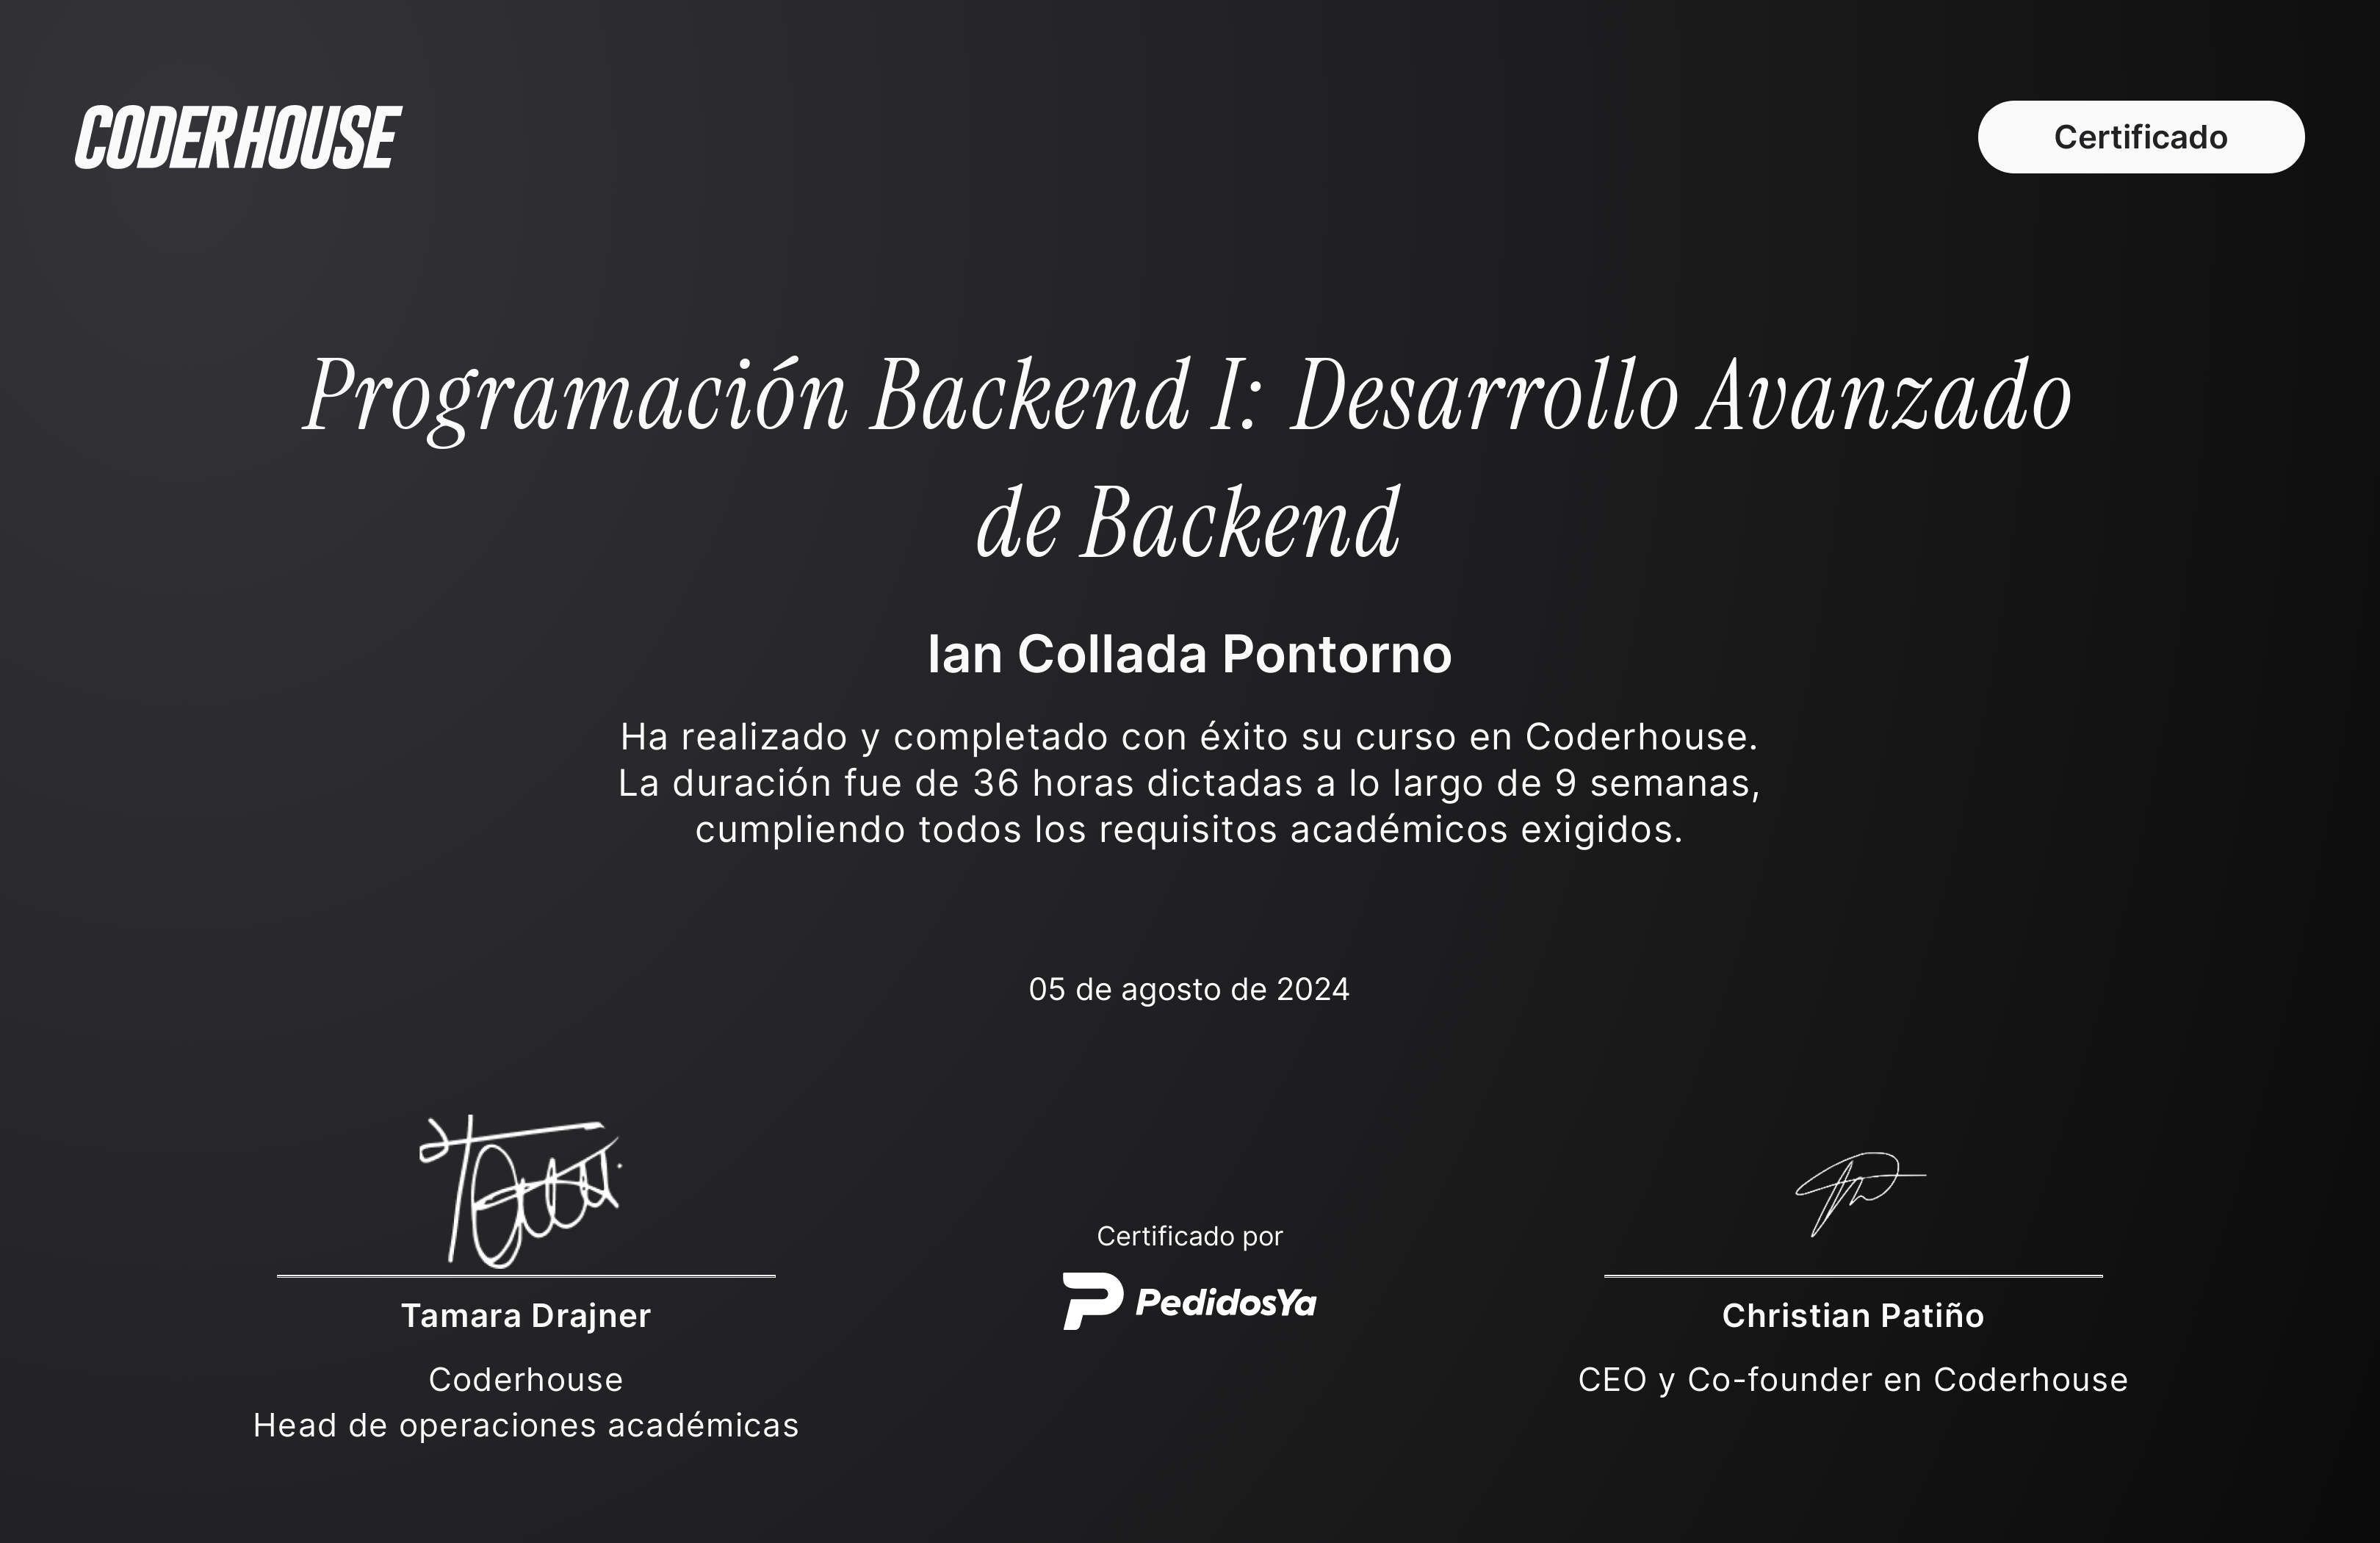 CODERHOUSE
Certificado
Programación Backend I: Desarrollo Avanzado
de Backend
Ian Collada Pontorno
Ha realizado y completado con éxito su curso en Coderhouse.
La duración fue de 36 horas dictadas a lo largo de 9 semanas,
cumpliendo todos los requisitos académicos exigidos.
05 de agosto de 2024
Certificado por
PedidosYa
Tamara Drajner
Coderhouse
Head de operaciones académicas
Christian Patiño
CEO y Co-founder en Coderhouse